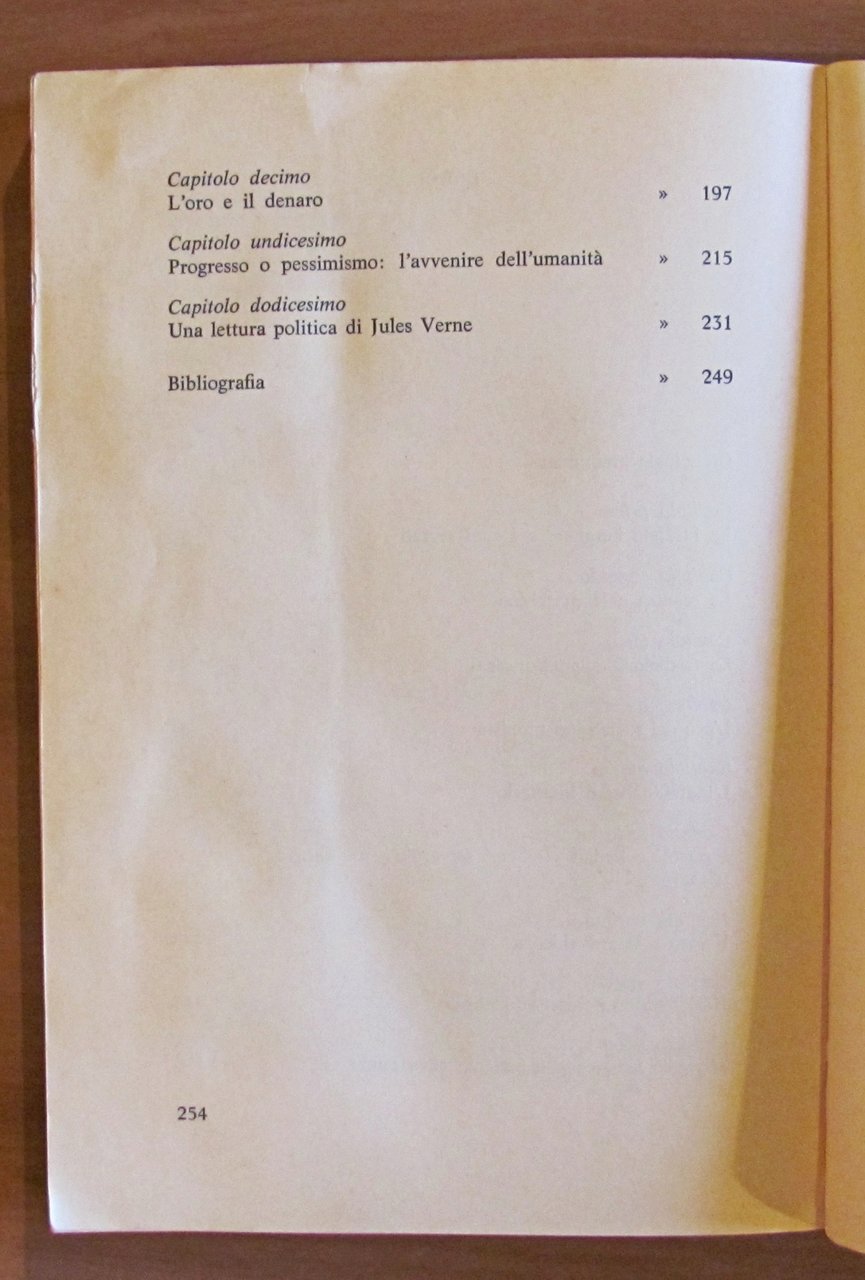 Capitolo decimo
L'oro e il denaro » 197
Capitolo undicesimo
Progresso o pessimismo: l'avvenire dell'umanità » 215
Capitolo dodicesimo
Una lettura politica di Jules Verne » 231
Bibliografia » 249
254